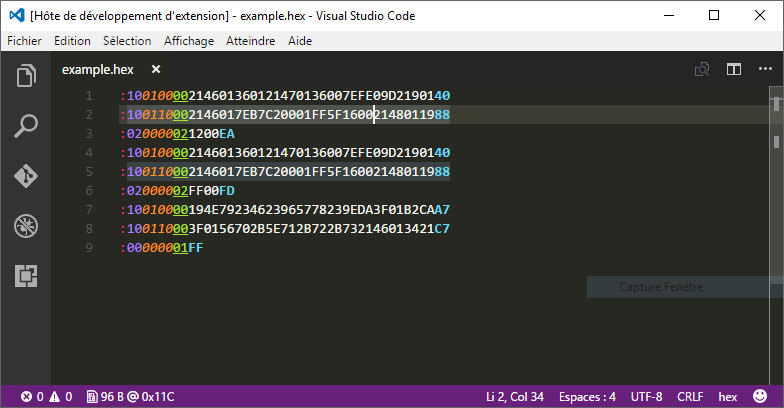 [Hôte de développement d'extension] - example.hex - Visual Studio Code
Fichier Edition Sélection Affichage Atteindre Aide
example.hex ×
1 :10010000214601360121470136007EFE09D2190140
2 :100110002146017EB7C20001FF5F16002148011988
3 :020000021200EA
4 :10010000214601360121470136007EFE09D2190140
5 :100110002146017EB7C20001FF5F16002148011988
6 :02000002FF00FD
7 :10010000194E79234623965778239EDA3F01B2CAA7
8 :100110003F0156702B5E712B722B732146013421C7
9 :00000001FF
Capture Fenêtre
0 0 96 B @ 0x11C Li 2, Col 34 Espaces : 4 UTF-8 CRLF hex